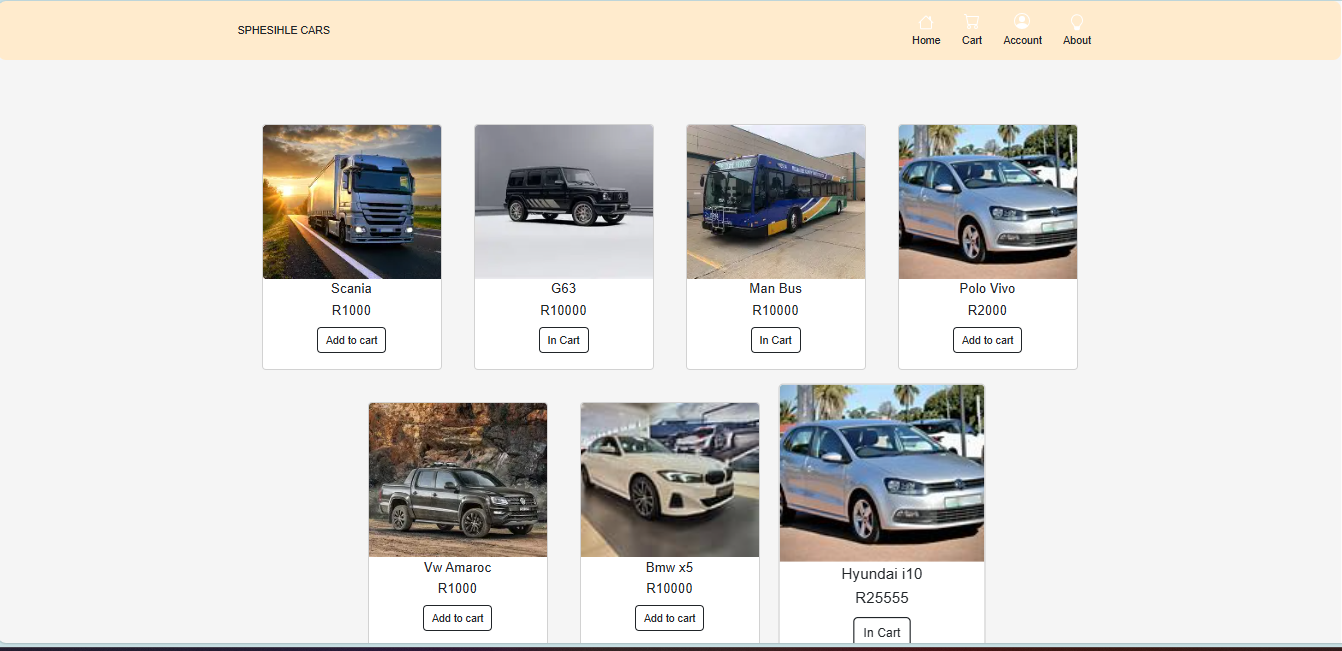 SPHESIHLE CARS
Home Cart Account About
Scania
R1000
Add to cart
G63
R10000
In Cart
Man Bus
R10000
In Cart
Polo Vivo
R2000
Add to cart
Vw Amaroc
R1000
Add to cart
Bmw x5
R10000
Add to cart
Hyundai i10
R25555
In Cart